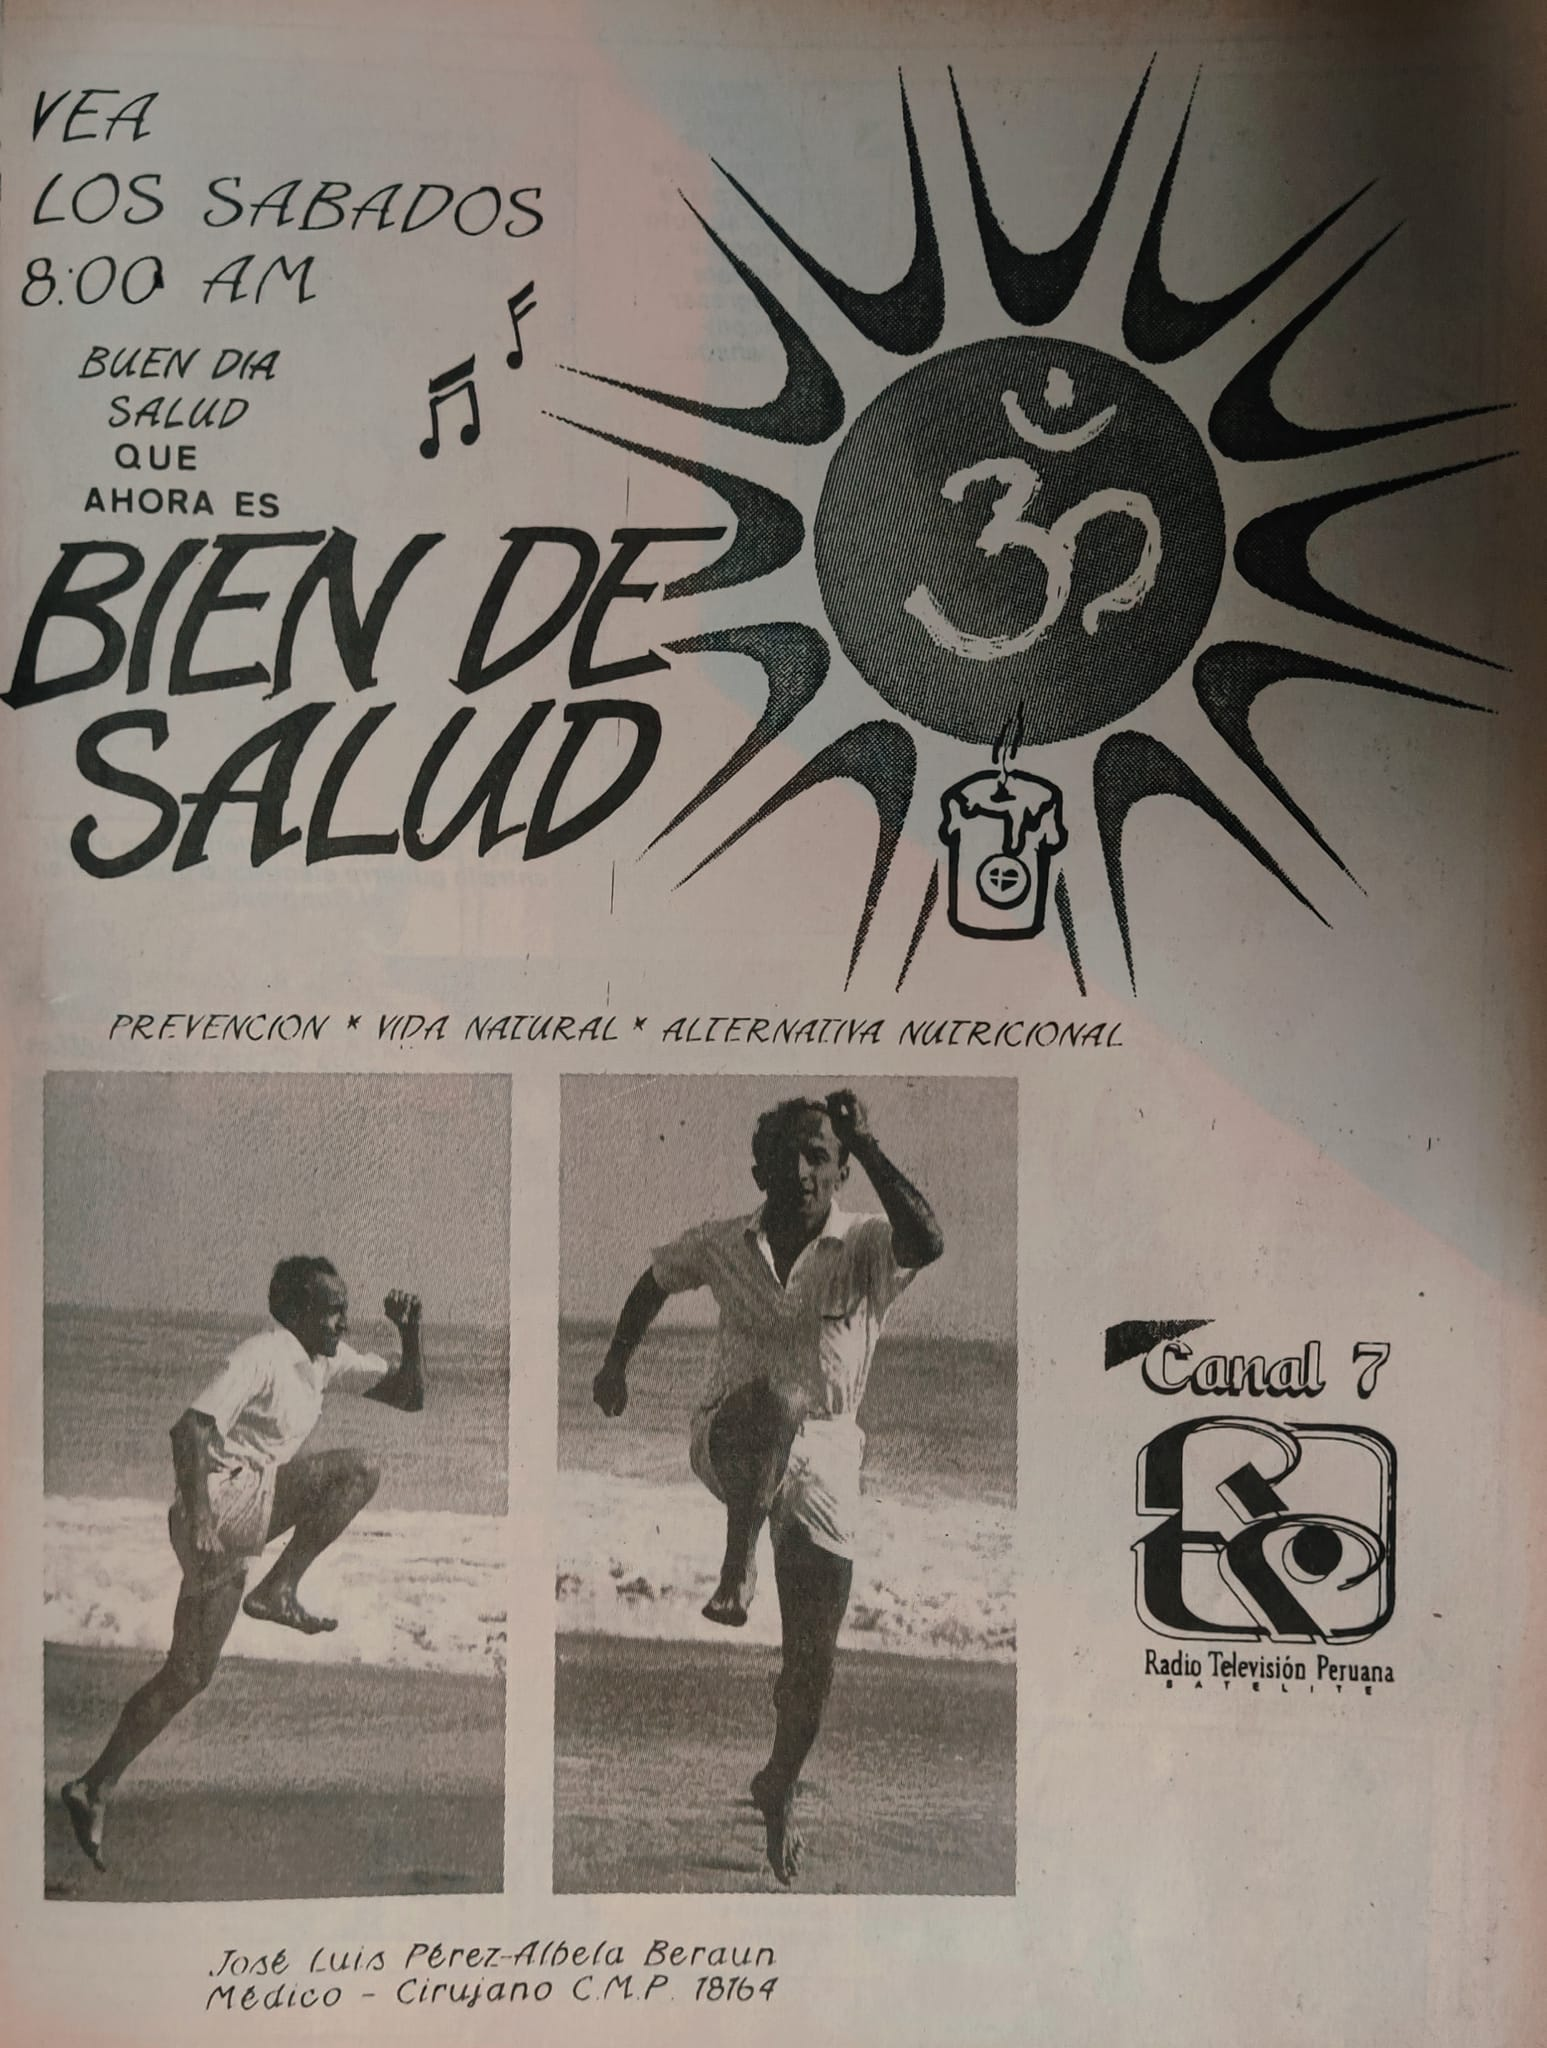 VEA
LOS SABADOS
8:00 AM
BUEN DIA
SALUD
QUE
AHORA ES
BIEN DE
SALUD
ॐ
PREVENCION * VIDA NATURAL * ALTERNATIVA NUTRICIONAL
Canal 7
rtp
Radio Televisión Peruana
SATELITE
José Luis Pérez-Albela Beraun
Médico - Cirujano C.M.P. 18164